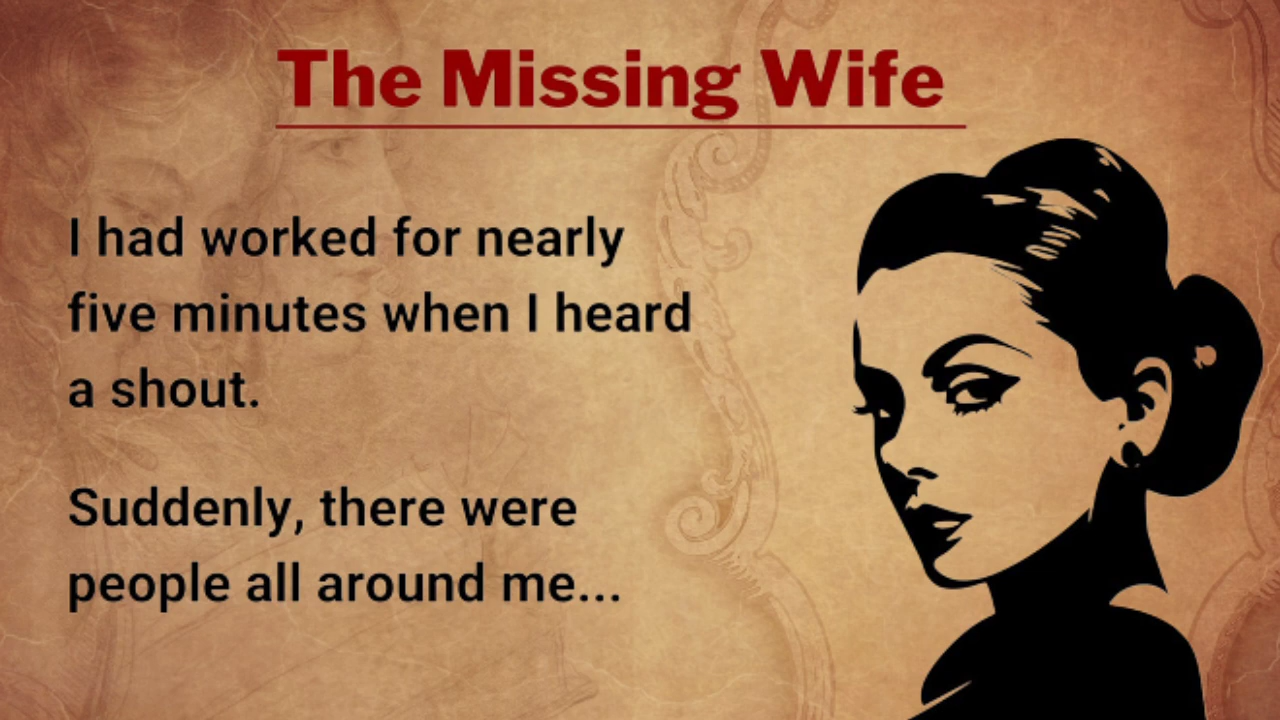 The Missing Wife
I had worked for nearly
five minutes when I heard
a shout.
Suddenly, there were
people all around me...